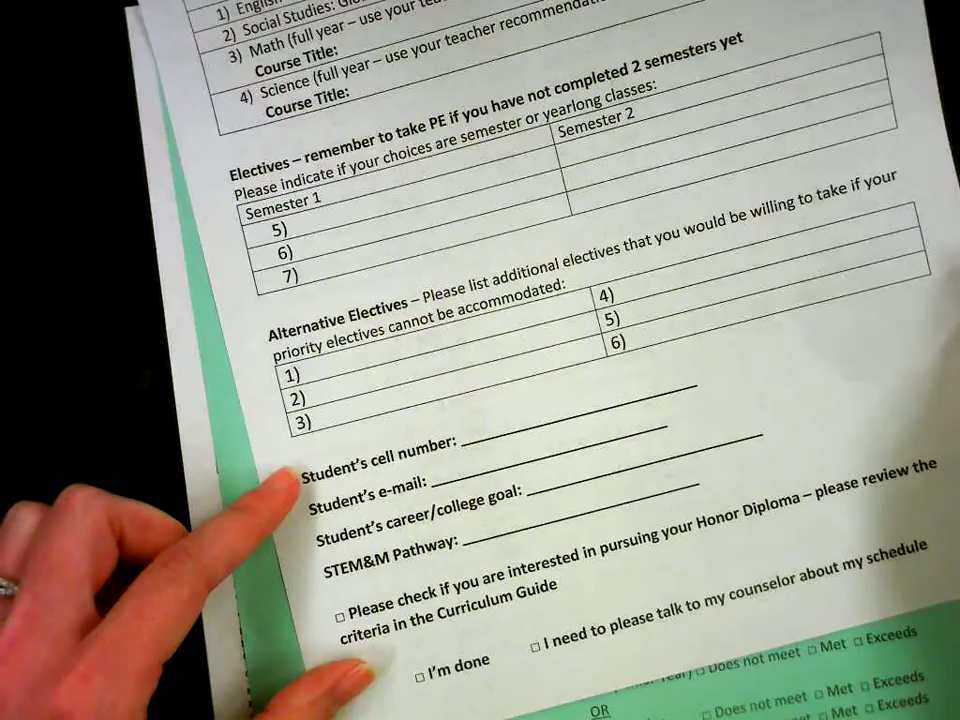 1) English
2) Social Studies:
3) Math (full year – use your
Course Title:
4) Science (full year – use your teacher
Course Title:
Electives – remember to take PE if you have not completed 2 semesters yet
Please indicate if your choices are semester or yearlong classes:
Semester 1
Semester 2
5)
6)
7)
Alternative Electives – Please list additional electives that you would be willing to take if your
priority electives cannot be accommodated:
1)
4)
2)
5)
3)
6)
Student's cell number:
Student's e-mail:
Student's career/college goal:
STEM&M Pathway:
□ Please check if you are interested in pursuing your Honor Diploma – please review the
criteria in the Curriculum Guide
□ I'm done
□ I need to please talk to my counselor about my schedule
□ Does not meet □ Met □ Exceeds
OR
□ Does not meet □ Met □ Exceeds
□ Met □ Exceeds